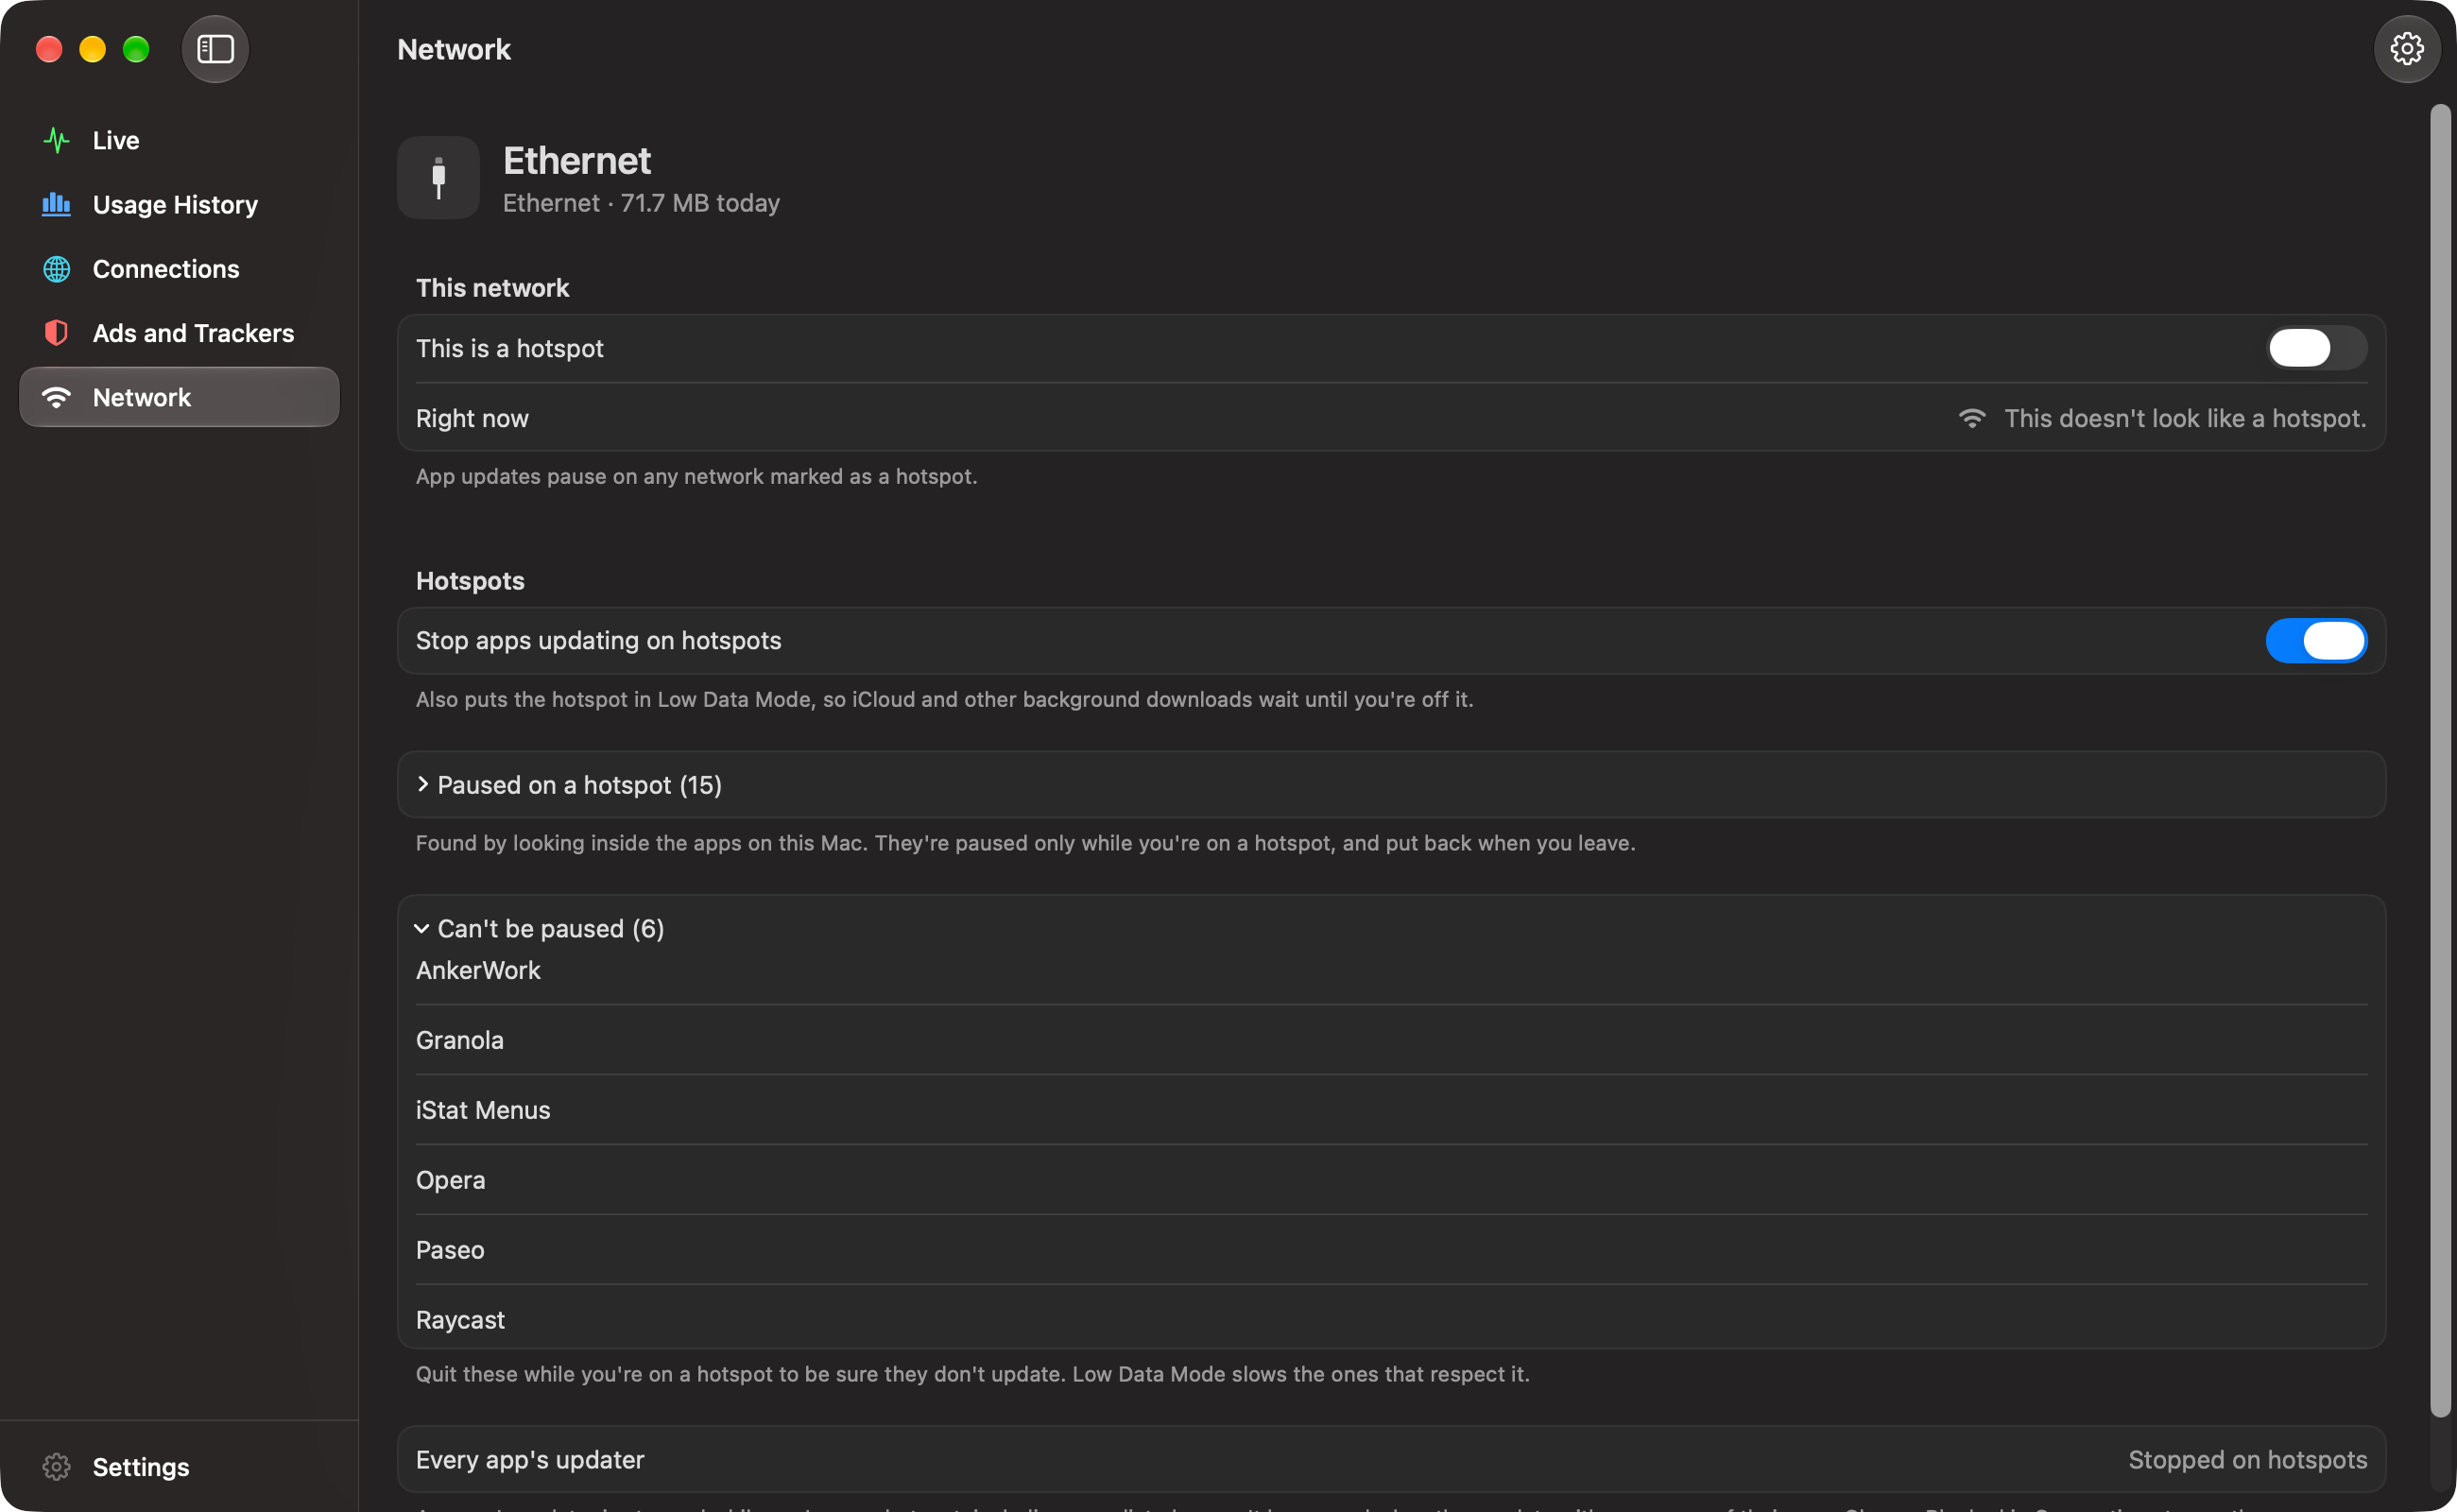 Network
Live
Usage History
Connections
Ads and Trackers
Network
Settings
Ethernet
Ethernet · 71.7 MB today
This network
This is a hotspot
Right now
This doesn't look like a hotspot.
App updates pause on any network marked as a hotspot.
Hotspots
Stop apps updating on hotspots
Also puts the hotspot in Low Data Mode, so iCloud and other background downloads wait until you're off it.
Paused on a hotspot (15)
Found by looking inside the apps on this Mac. They're paused only while you're on a hotspot, and put back when you leave.
Can't be paused (6)
AnkerWork
Granola
iStat Menus
Opera
Paseo
Raycast
Quit these while you're on a hotspot to be sure they don't update. Low Data Mode slows the ones that respect it.
Every app's updater
Stopped on hotspots